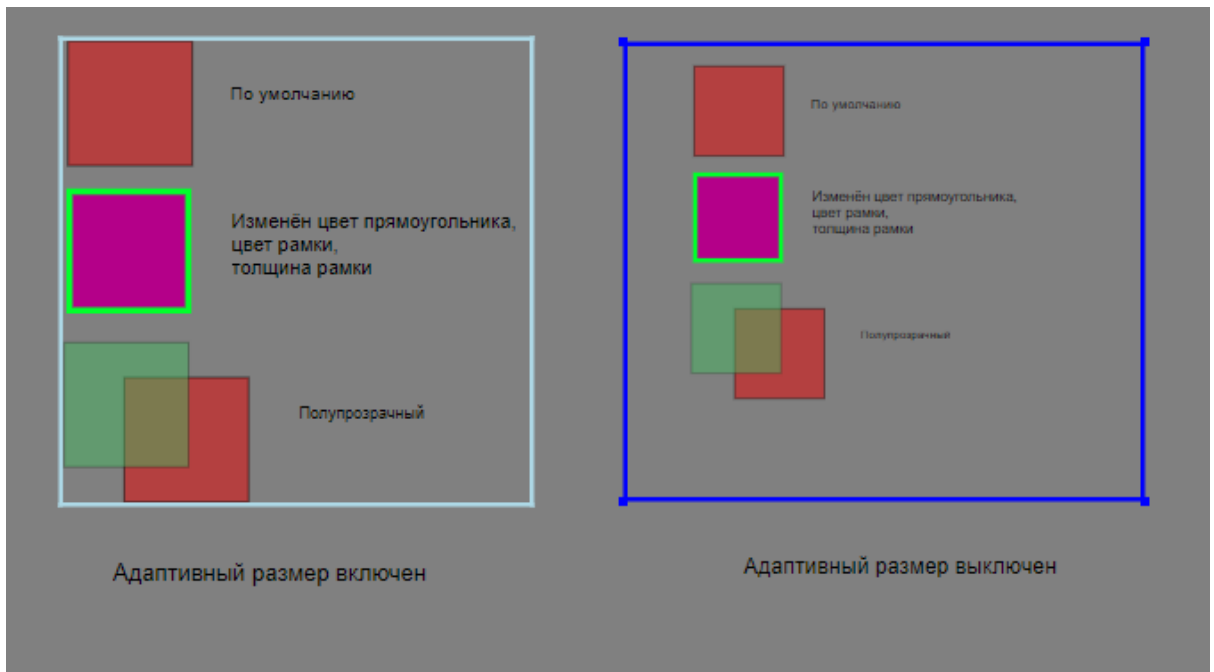 По умолчанию
Изменён цвет прямоугольника,
цвет рамки,
толщина рамки
Полупрозрачный
Адаптивный размер включен
По умолчанию
Изменён цвет прямоугольника,
цвет рамки,
толщина рамки
Полупрозрачный
Адаптивный размер выключен